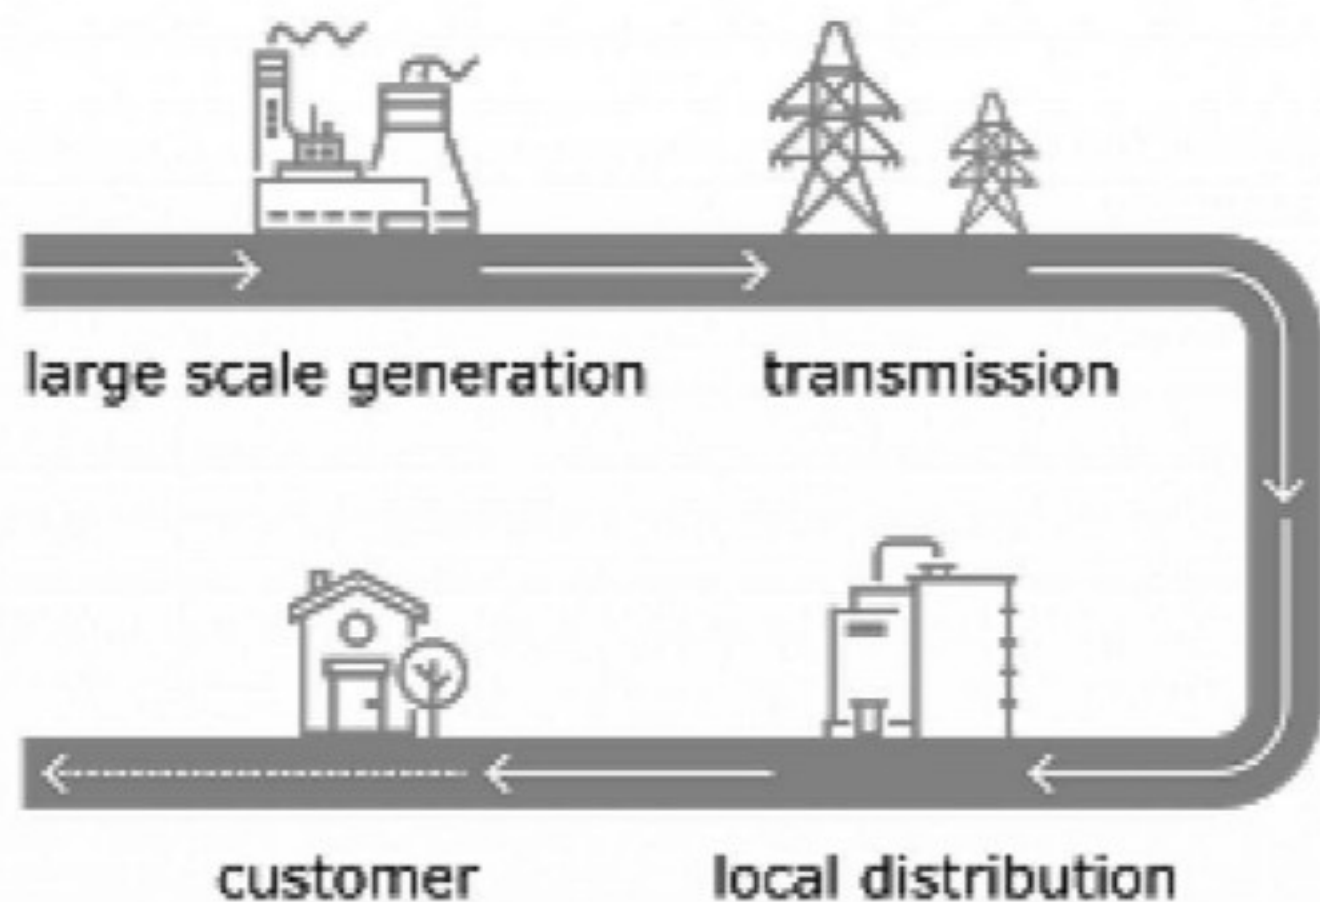 large scale generation
transmission
customer
local distribution